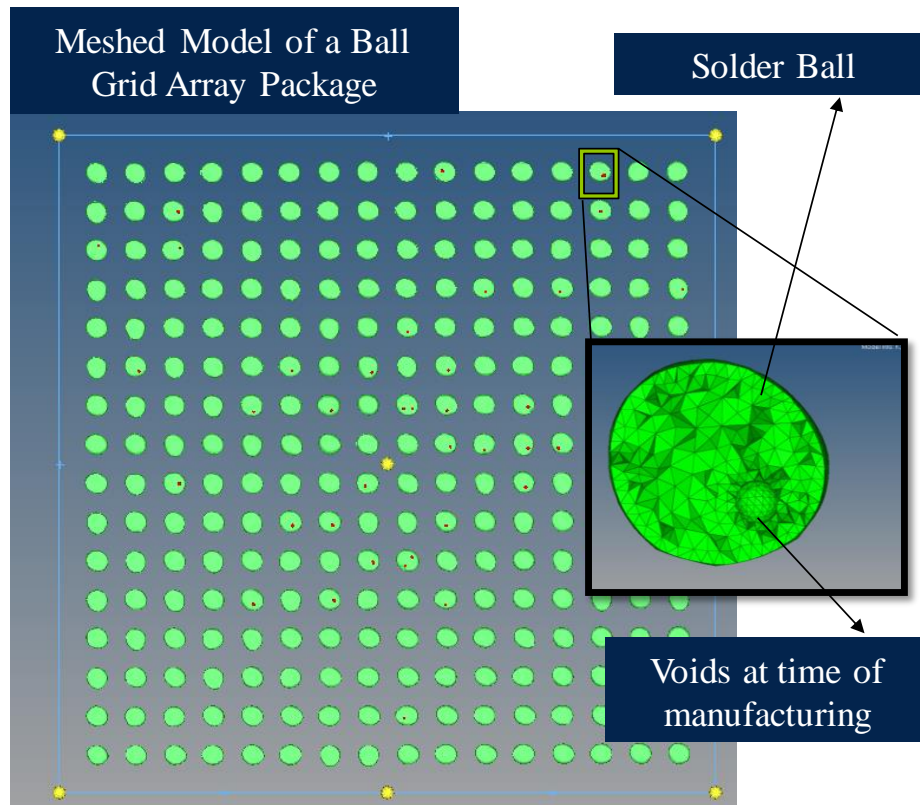 Meshed Model of a Ball
Grid Array Package
Solder Ball
Voids at time of
manufacturing